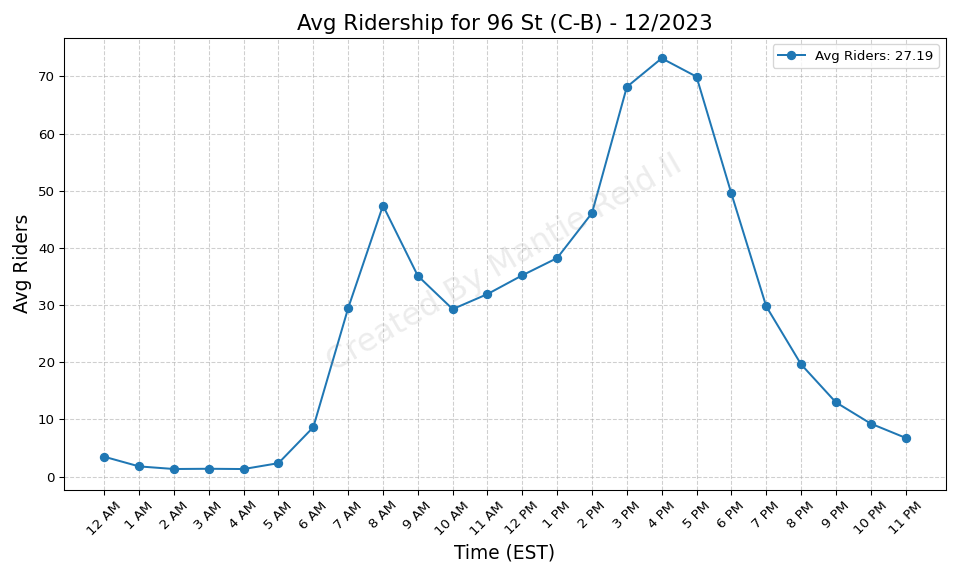 Avg Ridership for 96 St (C-B) - 12/2023
Avg Riders: 27.19
70
60
50
40
30
20
10
0
Avg Riders
Created By Mantle Reid II
12 AM
1 AM
2 AM
3 AM
4 AM
5 AM
6 AM
7 AM
8 AM
9 AM
10 AM
11 AM
12 PM
1 PM
2 PM
3 PM
4 PM
5 PM
6 PM
7 PM
8 PM
9 PM
10 PM
11 PM
Time (EST)